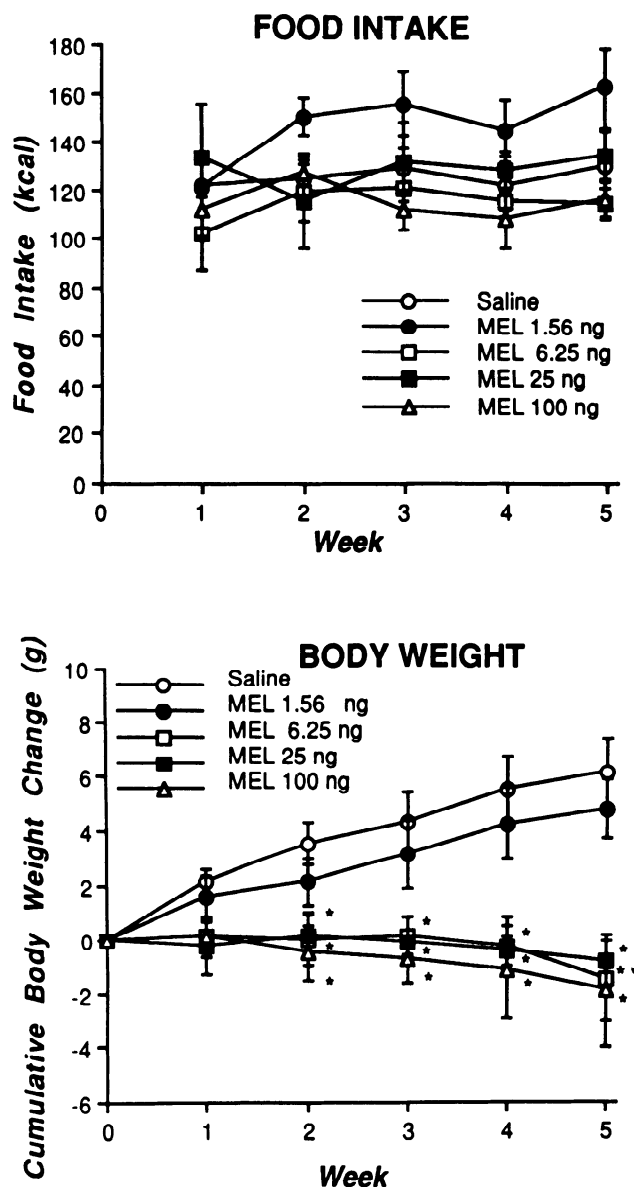 FOOD INTAKE
Food Intake (kcal)
180
160
140
120
100
80
60
40
20
0
Saline
MEL 1.56 ng
MEL 6.25 ng
MEL 25 ng
MEL 100 ng
0 1 2 3 4 5
Week
BODY WEIGHT
Cumulative Body Weight Change (g)
10
8
6
4
2
0
-2
-4
-6
Saline
MEL 1.56 ng
MEL 6.25 ng
MEL 25 ng
MEL 100 ng
* * *
* * *
* * *
* * * *
0 1 2 3 4 5
Week